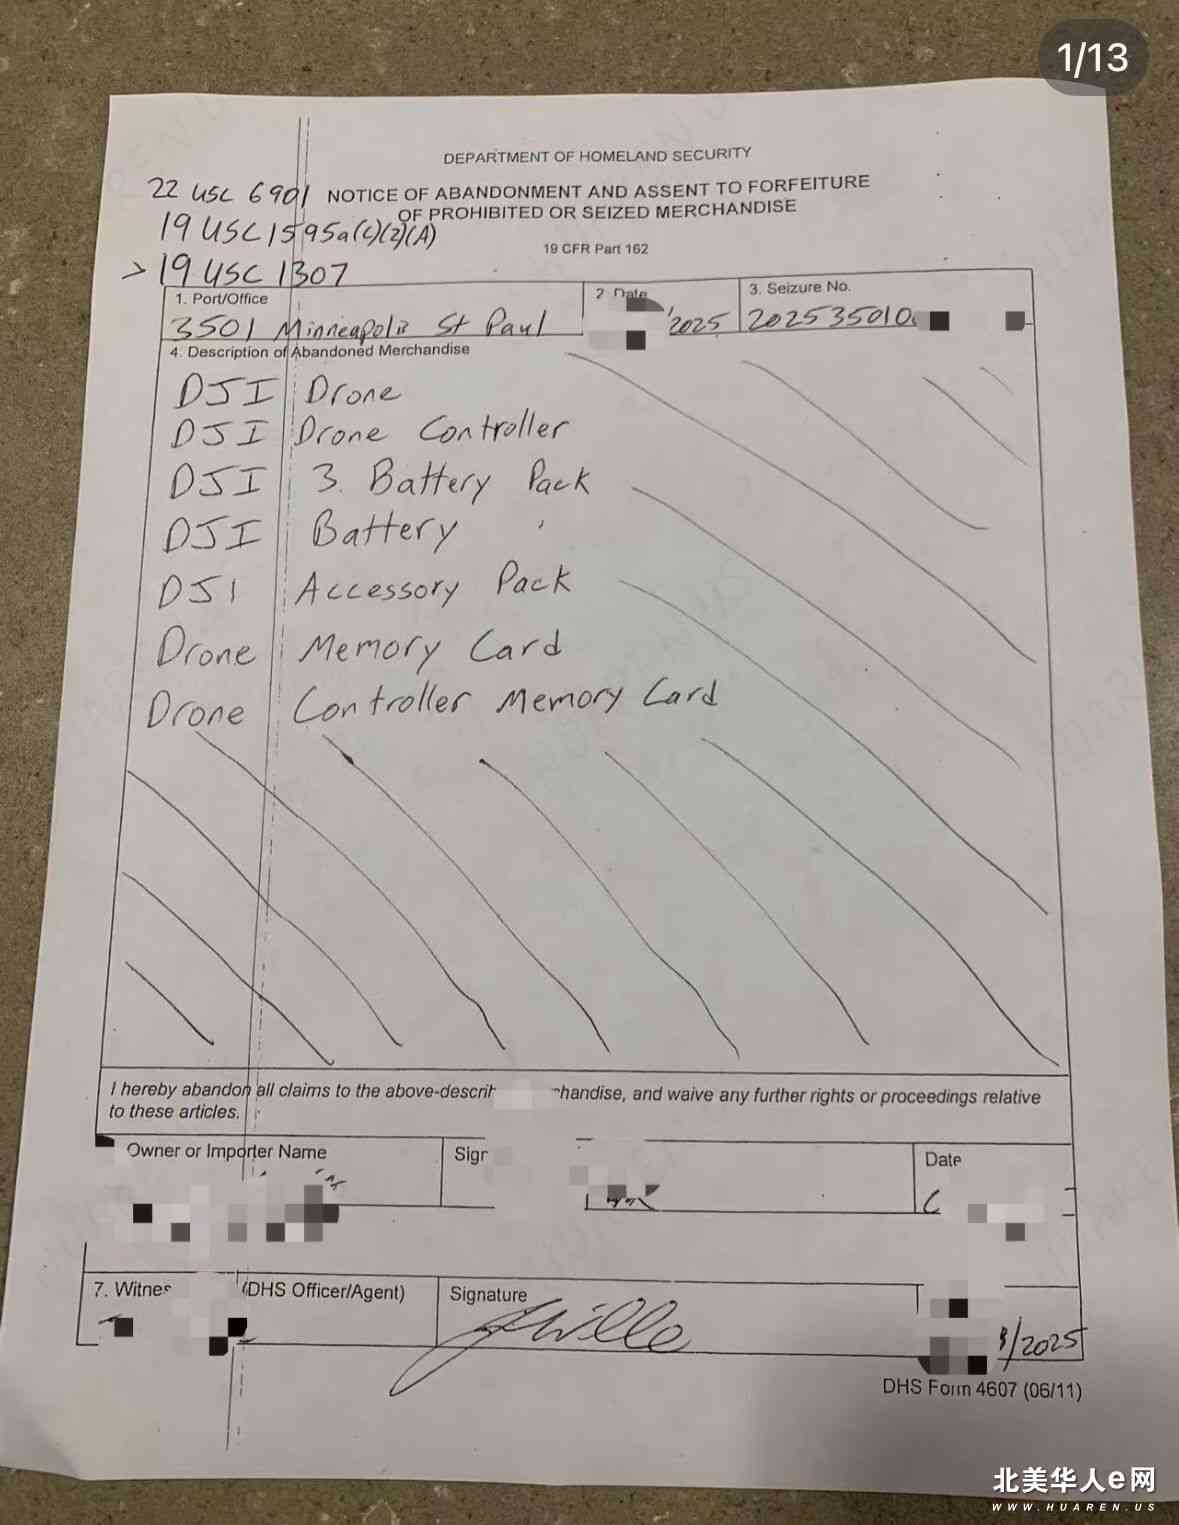 1/13
DEPARTMENT OF HOMELAND SECURITY
22 USC 6901 NOTICE OF ABANDONMENT AND ASSENT TO FORFEITURE
OF PROHIBITED OR SEIZED MERCHANDISE
19 USC 1595a(c)(2)(A)
19 CFR Part 162
> 19 USC 1307
1. Port/Office
3501 Minneapolis St Paul
2. Date
/2025
3. Seizure No.
202535010
4. Description of Abandoned Merchandise
DJI Drone
DJI Drone Controller
DJI 3. Battery Pack
DJI Battery
DJI Accessory Pack
Drone Memory Card
Drone Controller Memory Card
I hereby abandon all claims to the above-describ chandise, and waive any further rights or proceedings relative
to these articles.
Owner or Importer Name
Sign
Date
7. Witnes (DHS Officer/Agent)
Signature
/2025
DHS Form 4607 (06/11)
北美华人e网
WWW.HUAREN.US